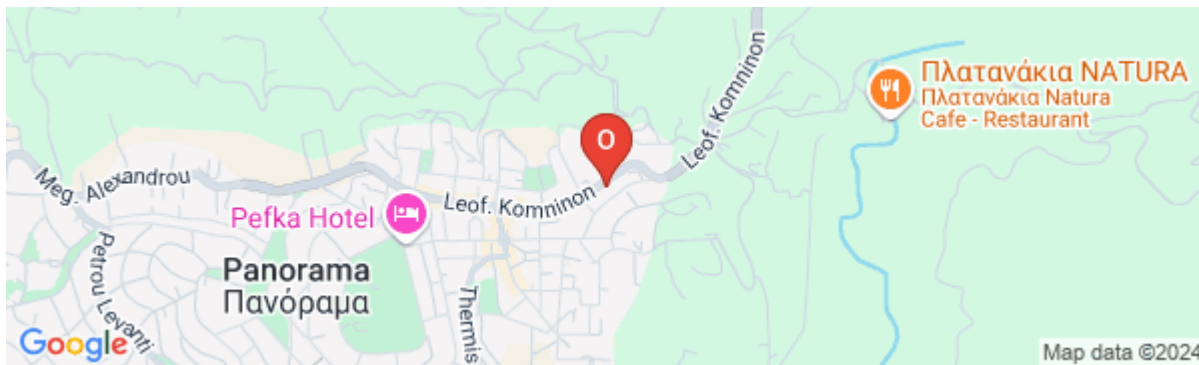 Πλατανάκια NATURA
Πλατανάκια Natura
Cafe - Restaurant
Leof. Komninon
O
Meg. Alexandrou
Leof. Komninon
Pefka Hotel
Petrou Levanti
Panorama
Πανόραμα
Thermis
Google
Map data ©2024